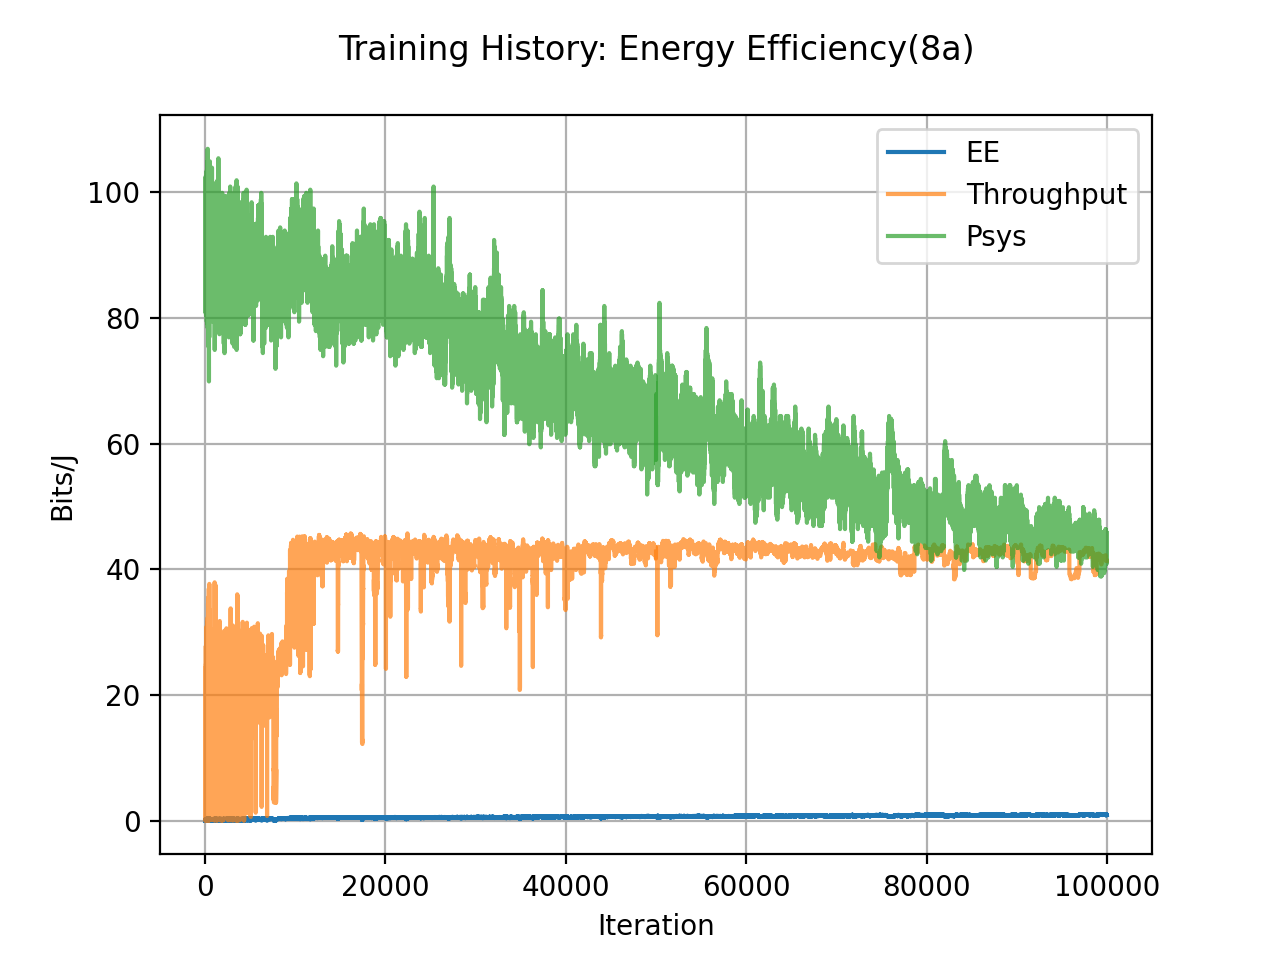 Training History: Energy Efficiency(8a)
EE
Throughput
Psys
100
80
60
40
20
0
Bits/J
0 20000 40000 60000 80000 100000
Iteration